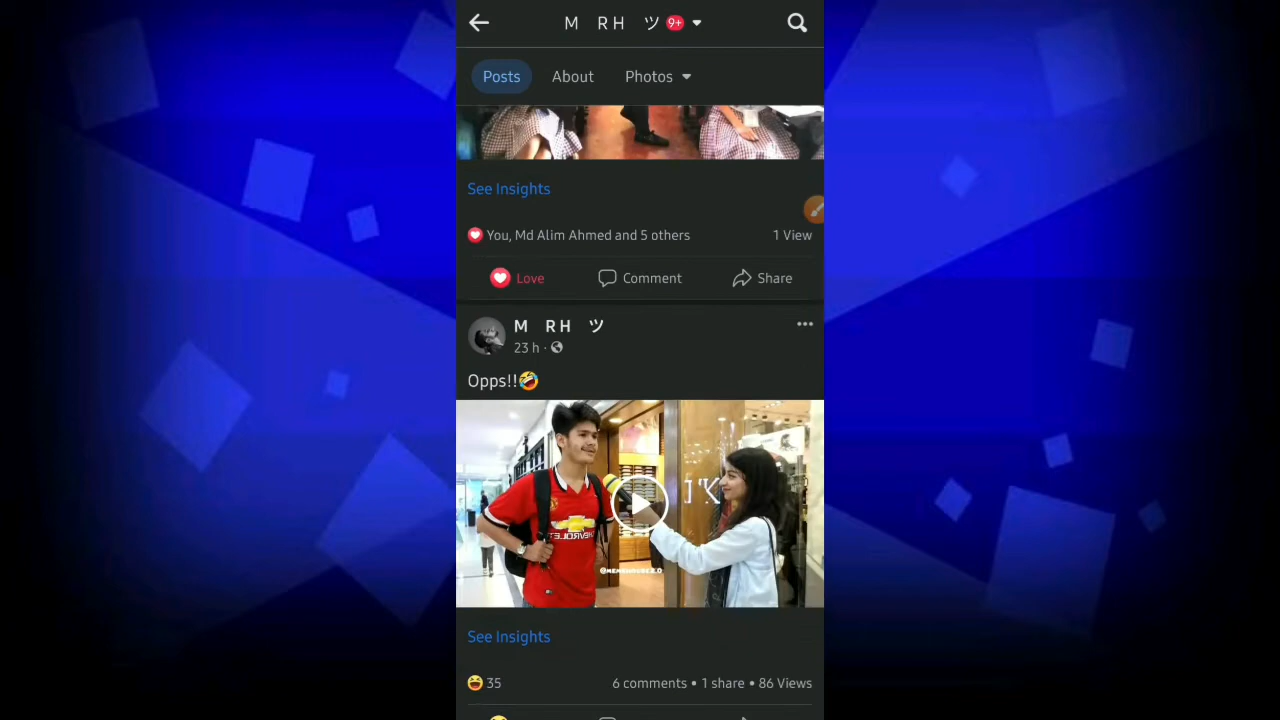 M RH ツ 9+
Posts About Photos
See Insights
You, Md Alim Ahmed and 5 others 1 View
Love Comment Share
M RH ツ
23 h ·
Opps!!🤣
CHEVROLET
See Insights
35 6 comments • 1 share • 86 Views